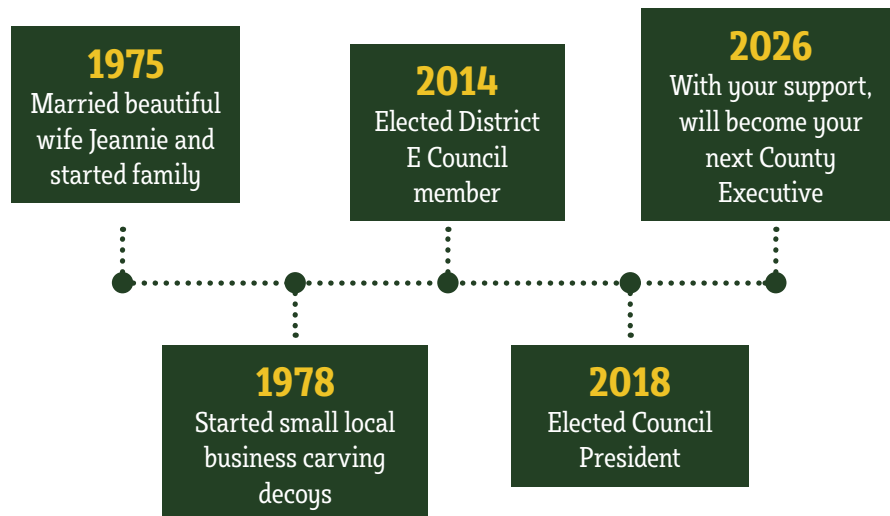 1975
Married beautiful
wife Jeannie and
started family
1978
Started small local
business carving
decoys
2014
Elected District
E Council
member
2018
Elected Council
President
2026
With your support,
will become your
next County
Executive